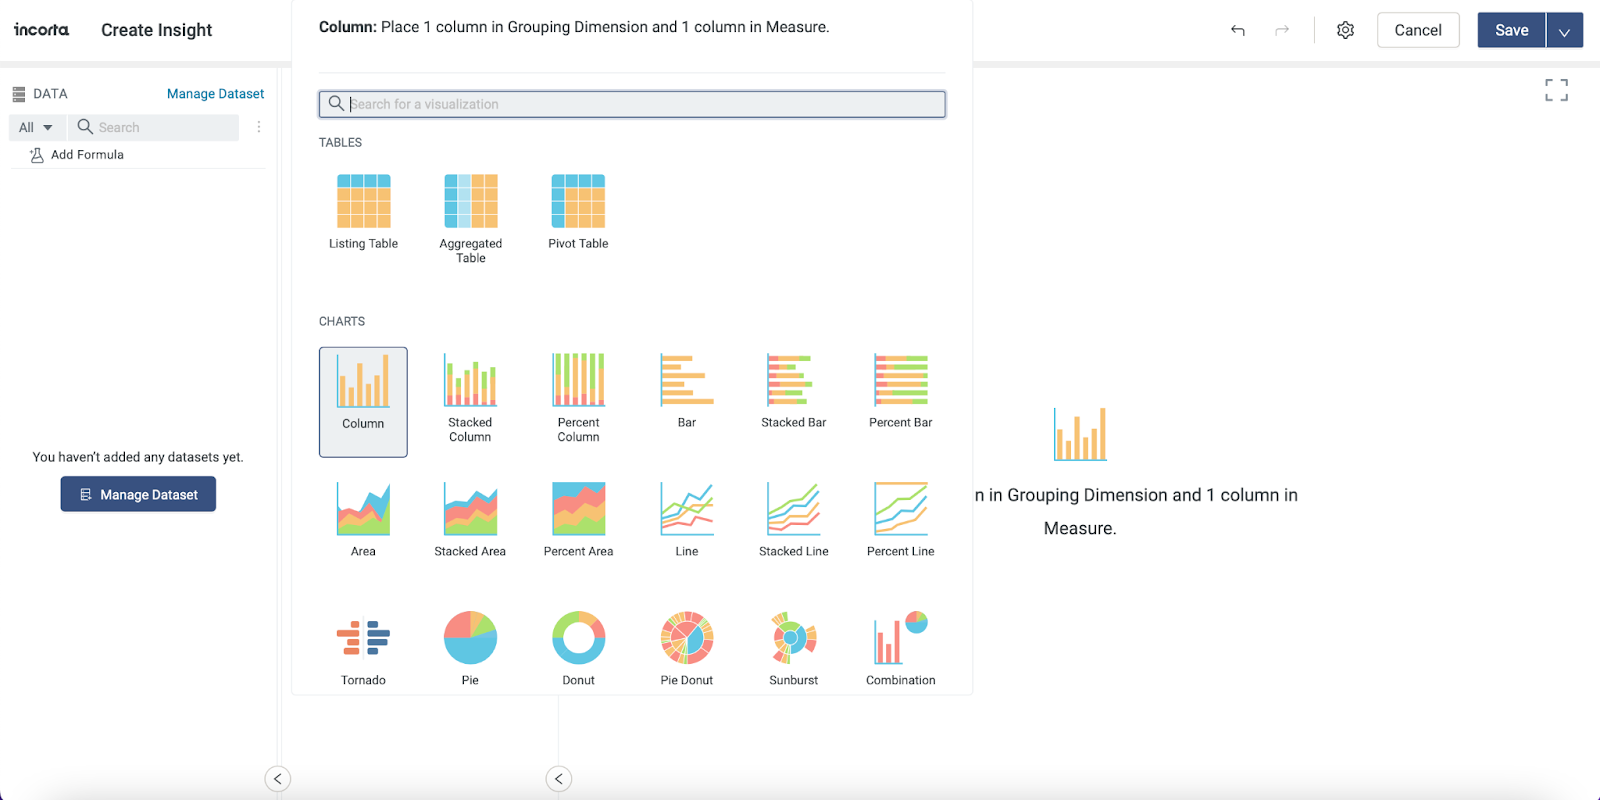 incorta
Create Insight
Column: Place 1 column in Grouping Dimension and 1 column in Measure.
Cancel
Save
DATA
Manage Dataset
All
Search
Add Formula
You haven't added any datasets yet.
Manage Dataset
Search for a visualization
TABLES
Listing Table
Aggregated
Table
Pivot Table
CHARTS
Column
Stacked
Column
Percent
Column
Bar
Stacked Bar
Percent Bar
Area
Stacked Area
Percent Area
Line
Stacked Line
Percent Line
Tornado
Pie
Donut
Pie Donut
Sunburst
Combination
n in Grouping Dimension and 1 column in
Measure.